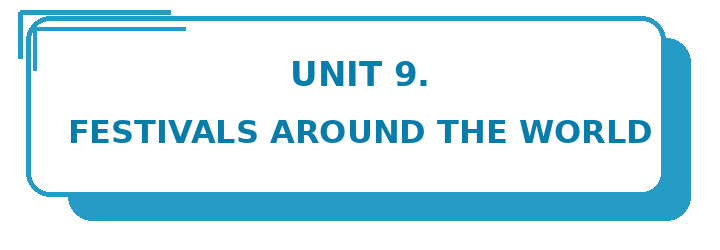 UNIT 9.
FESTIVALS AROUND THE WORLD